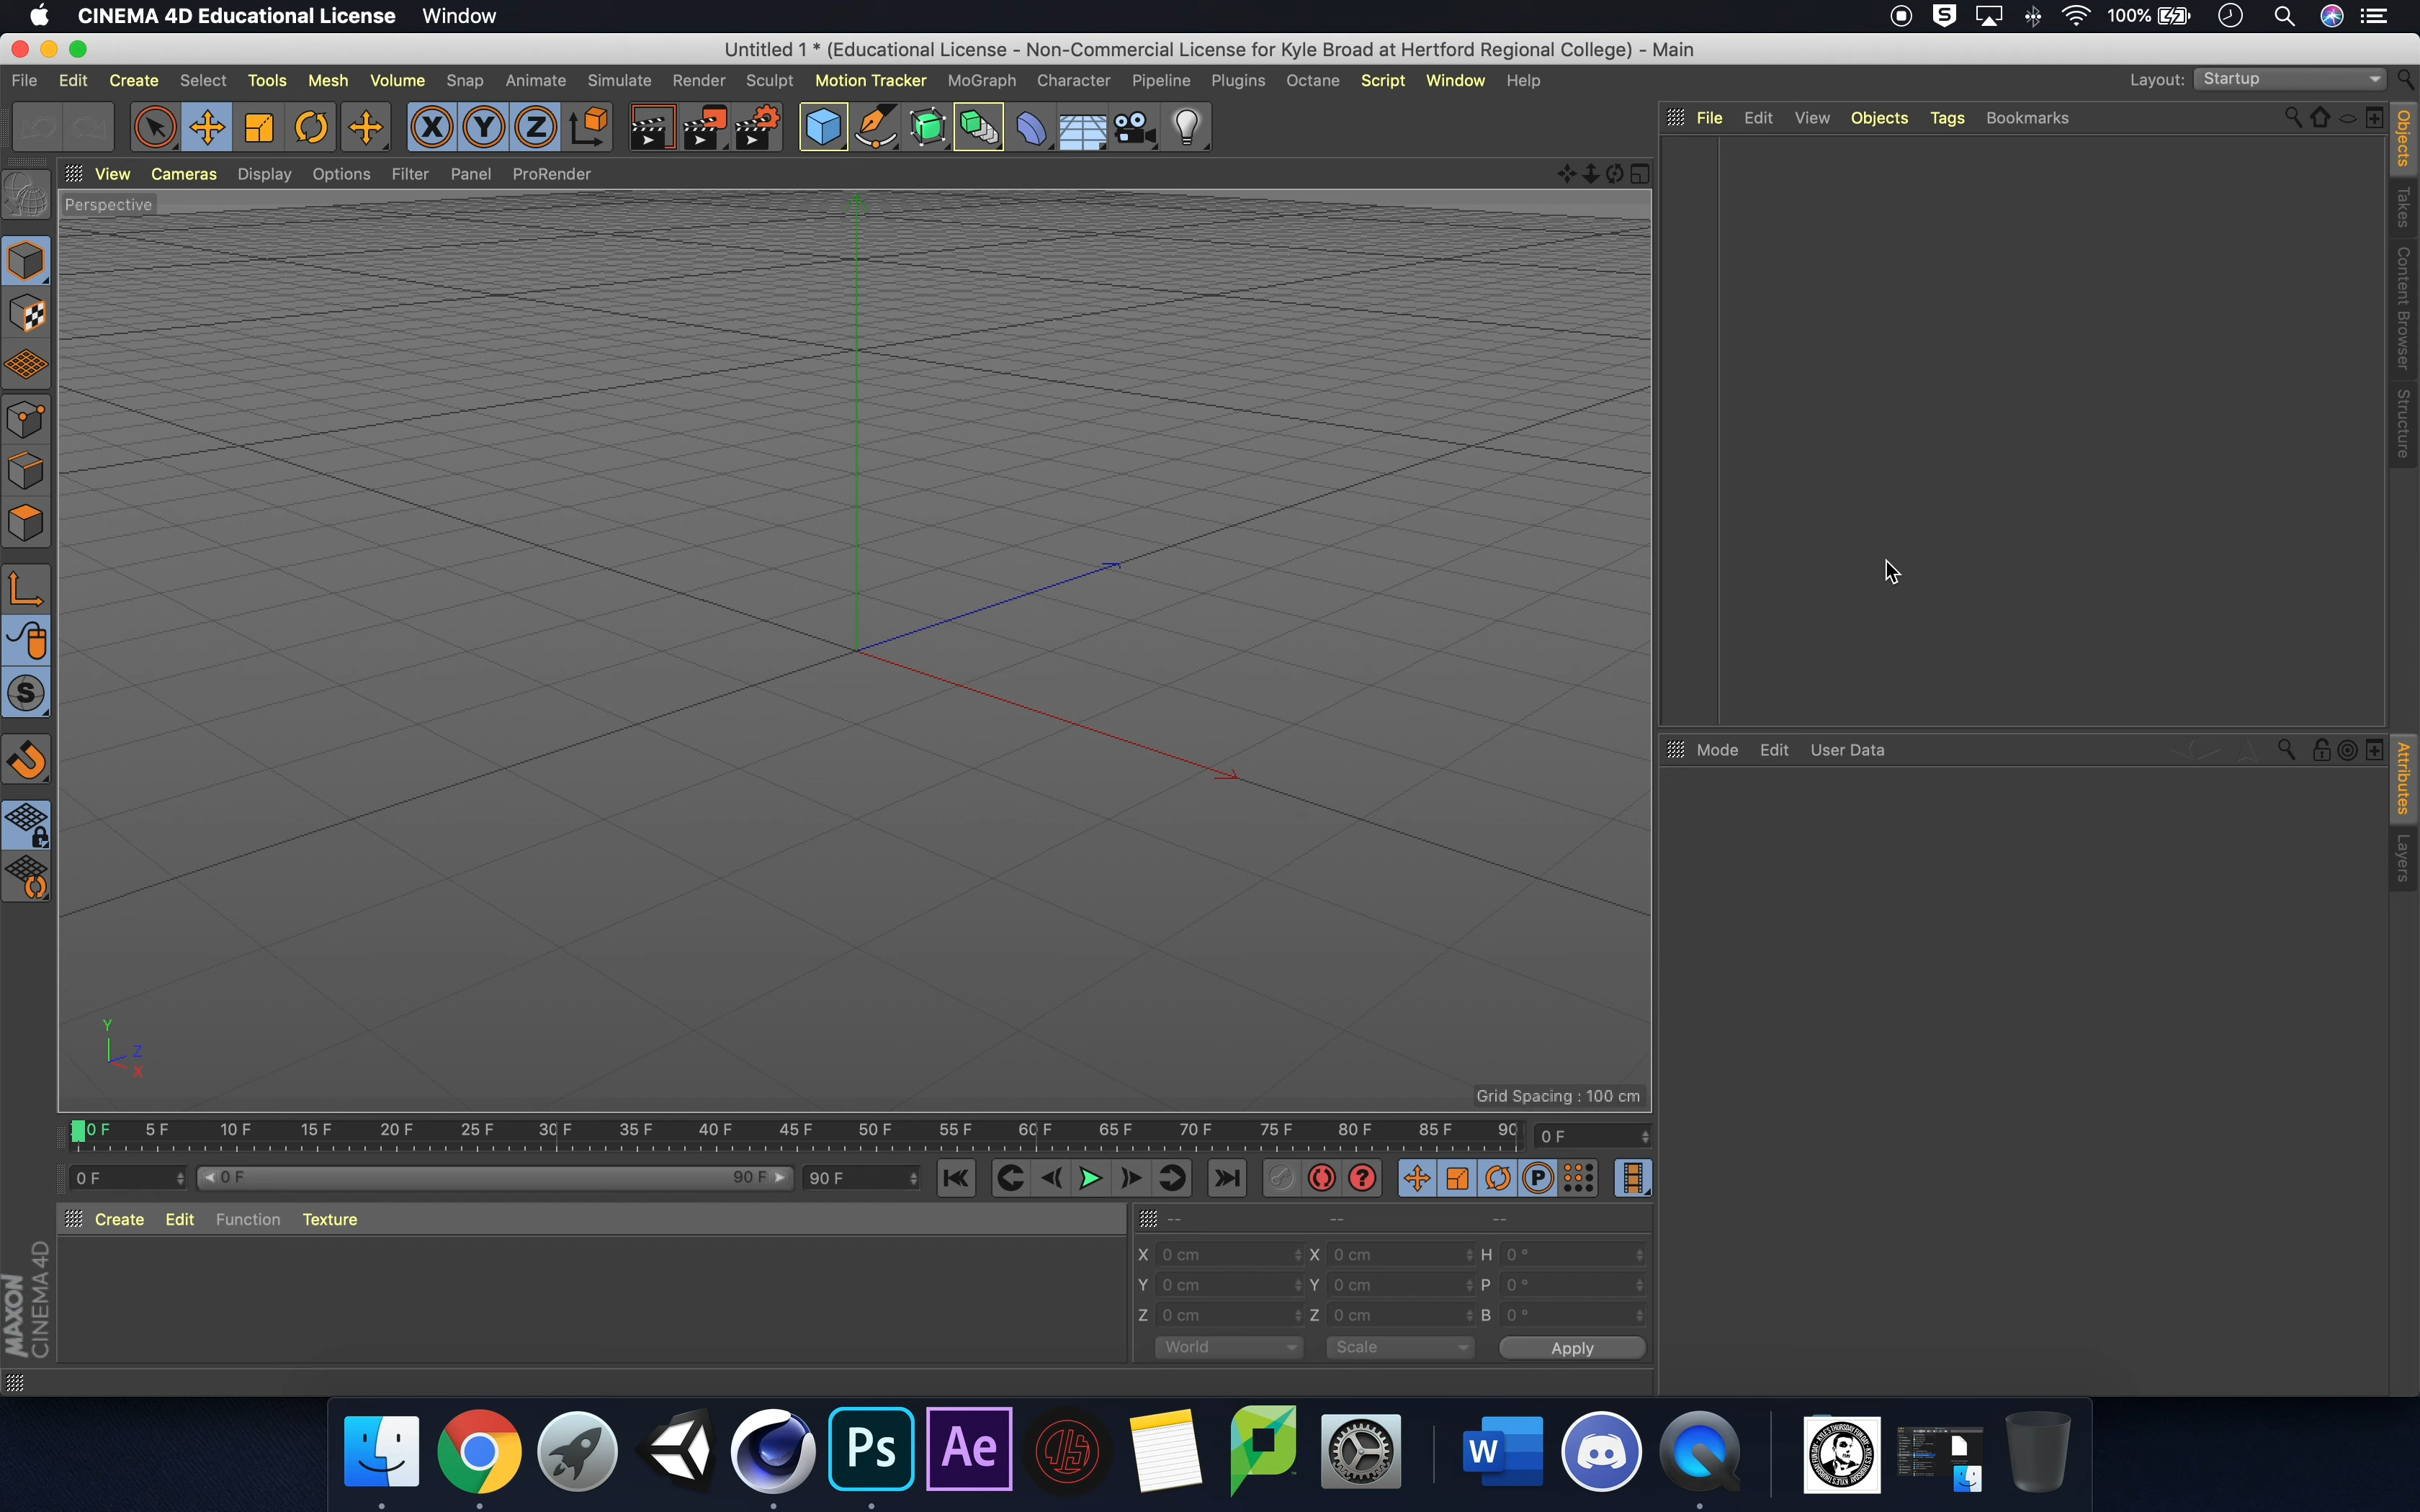 CINEMA 4D Educational License Window 100%
Untitled 1 * (Educational License - Non-Commercial License for Kyle Broad at Hertford Regional College) - Main
File Edit Create Select Tools Mesh Volume Snap Animate Simulate Render Sculpt Motion Tracker MoGraph Character Pipeline Plugins Octane Script Window Help Layout: Startup
X Y Z
File Edit View Objects Tags Bookmarks
Objects
Takes
Content Browser
Structure
View Cameras Display Options Filter Panel ProRender
Perspective
S
Mode Edit User Data
Attributes
Layers
Y
Z
X
Grid Spacing : 100 cm
0 F 5 F 10 F 15 F 20 F 25 F 30 F 35 F 40 F 45 F 50 F 55 F 60 F 65 F 70 F 75 F 80 F 85 F 90 0 F
0 F 0 F 90 F 90 F ? P
Create Edit Function Texture -- -- --
X 0 cm X 0 cm H 0 °
Y 0 cm Y 0 cm P 0 °
Z 0 cm Z 0 cm B 0 °
World Scale Apply
MAXON
CINEMA 4D
Ps Ae W